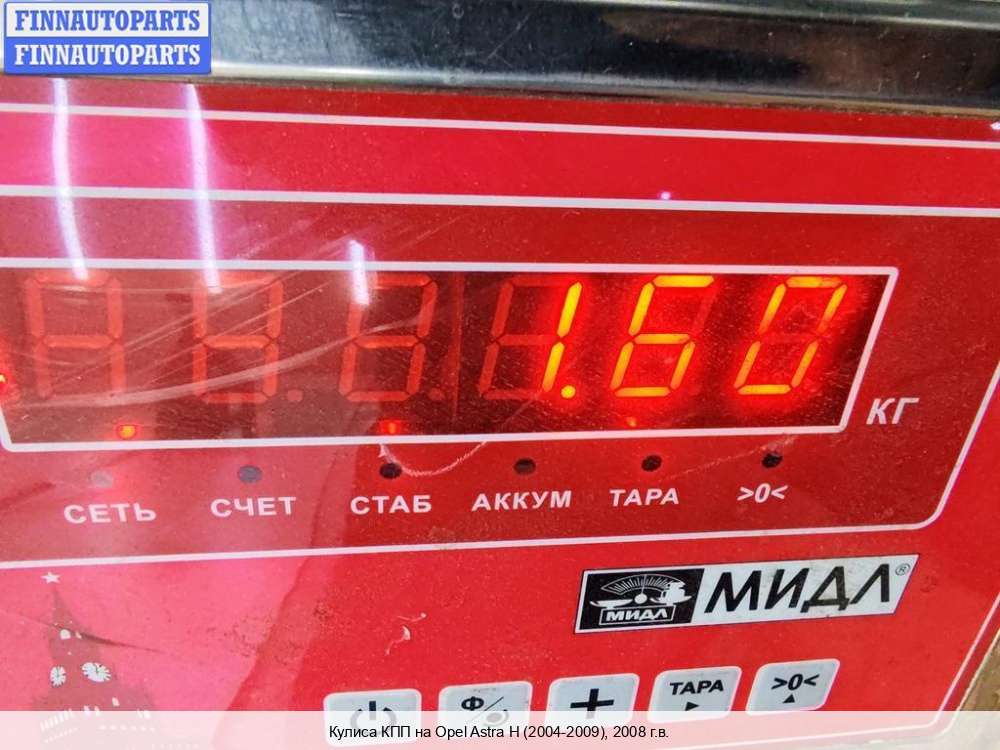 FINNAUTOPARTS
FINNAUTOPARTS
1.60
КГ
СЕТЬ СЧЕТ СТАБ АККУМ ТАРА >0<
МИДЛ МИДЛ®
Ф/ + ТАРА >0<
Кулиса КПП на Opel Astra H (2004-2009), 2008 г.в.